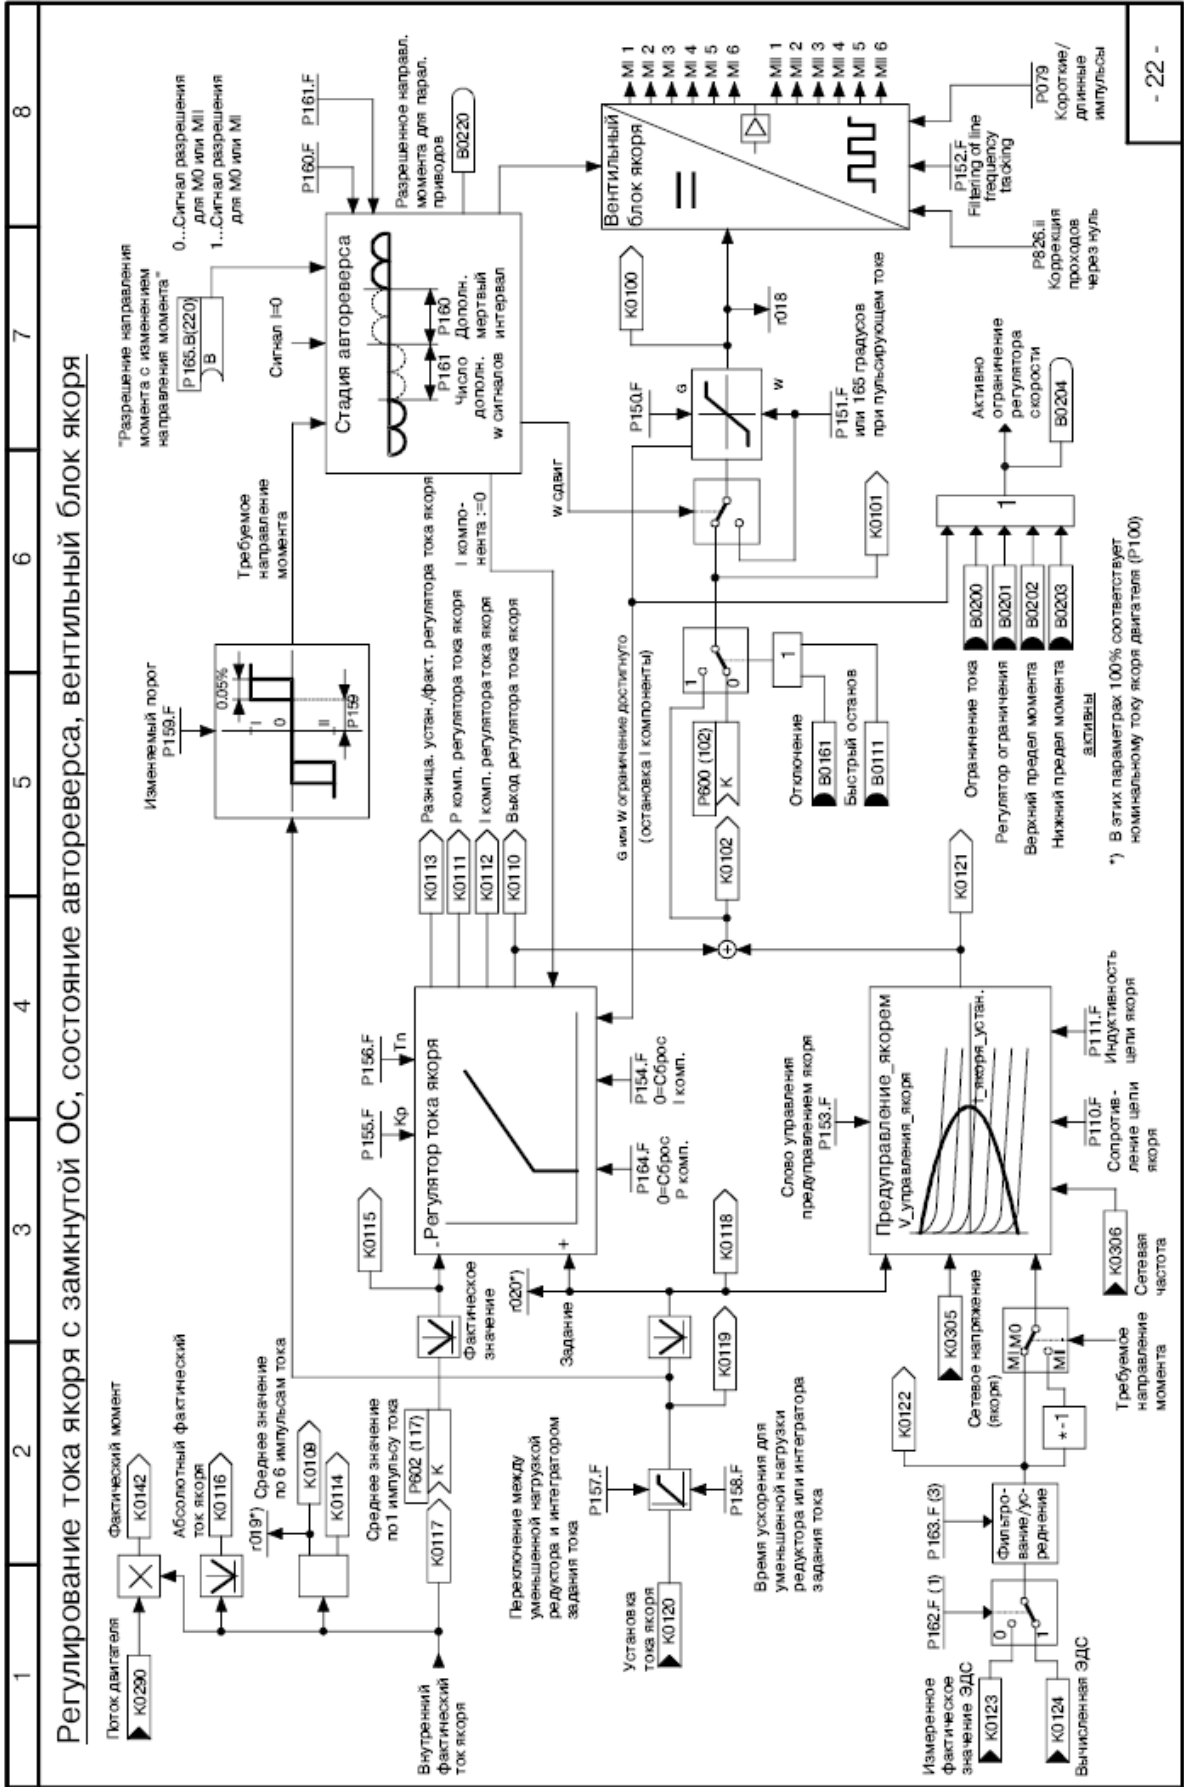 1
2
3
4
5
6
7
8
Регулирование тока якоря с замкнутой ОС, состояние автореверса, вентильный блок якоря
Поток двигателя
K0290
Фактический момент
K0142
Абсолютный фактический
ток якоря
K0116
r019*)
Среднее значение
по 6 импульсам тока
K0109
K0114
Внутренний
фактический
ток якоря
K0117
Среднее значение
по1 импульсу тока
P602 (117)
K
Фактическое
значение
K0115
P155.F
Kp
P156.F
Tn
Регулятор тока якоря
-
+
r020*)
Задание
P164.F
0=Сброс
P комп.
P154.F
0=Сброс
I комп.
K0113
Разница. устан./факт. регулятора тока якоря
K0111
P комп. регулятора тока якоря
K0112
I комп. регулятора тока якоря
K0110
Выход регулятора тока якоря
I компо-
нента :=0
Изменяемый порог
P159.F
0.05%
I
0
II
P159
Требуемое
направление
момента
"Разрешение направления
момента с изменением
направления момента"
P165.B(220)
B
0...Сигнал разрешения
для M0 или MII
1...Сигнал разрешения
для M0 или MI
Сигнал I=0
P160.F
P161.F
Стадия автореверса
P161
Число
дополн.
w сигналов
P160
Дополн.
мертвый
интервал
Разрешенное направл.
момента для парал.
приводов
B0220
Переключение между
уменьшенной нагрузкой
редуктора и интегратором
задания тока
P157.F
P158.F
Установка
тока якоря
K0120
Время ускорения для
уменьшенной нагрузки
редуктора или интегратора
задания тока
K0119
K0118
G или W ограничение достигнуто
(остановка I компоненты)
K0102
P600 (102)
K
1
0
Отключение
B0161
Быстрый останов
B0111
1
w сдвиг
K0101
P150.F
G
W
P151.F
или 165 градусов
при пульсирующем токе
K0100
r018
Вентильный
блок якоря
MI 1
MI 2
MI 3
MI 4
MI 5
MI 6
MII 1
MII 2
MII 3
MII 4
MII 5
MII 6
P826.ii
Коррекция
проходов
через нуль
P152.F
Filtering of line
frequency
tracking
P079
Короткие/
длинные
импульсы
Измеренное
фактическое
значение ЭДС
K0123
K0124
Вычисленная ЭДС
P162.F (1)
0
1
P163.F (3)
Фильтро-
вание/ус-
реднение
K0122
*-1
MI,M0
MII
Требуемое
направление
момента
Сетевое напряжение
(якоря)
K0305
K0306
Сетевая
частота
Слово управления
предуправлением якоря
P153.F
Предуправление_якорем
V_управления_якоря
I_якоря_устан.
P110.F
Сопротив-
ление цепи
якоря
P111.F
Индуктивность
цепи якоря
K0121
Ограничение тока
B0200
Регулятор ограничения
B0201
Верхний предел момента
B0202
Нижний предел момента
B0203
активны
1
Активно
ограничение
регулятора
скорости
B0204
*) В этих параметрах 100% соответствует
номинальному току якоря двигателя (P100)
- 22 -